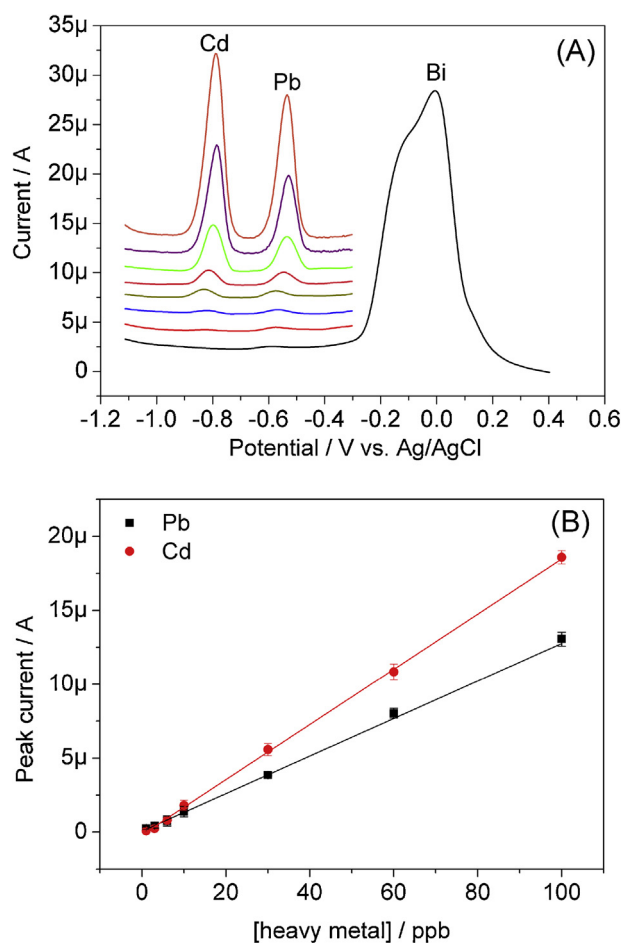 (A)
Cd
Pb
Bi
35µ
30µ
25µ
20µ
15µ
10µ
5µ
0
Current / A
-1.2 -1.0 -0.8 -0.6 -0.4 -0.2 0.0 0.2 0.4 0.6
Potential / V vs. Ag/AgCl
(B)
Pb
Cd
20µ
15µ
10µ
5µ
0
Peak current / A
0 20 40 60 80 100
[heavy metal] / ppb